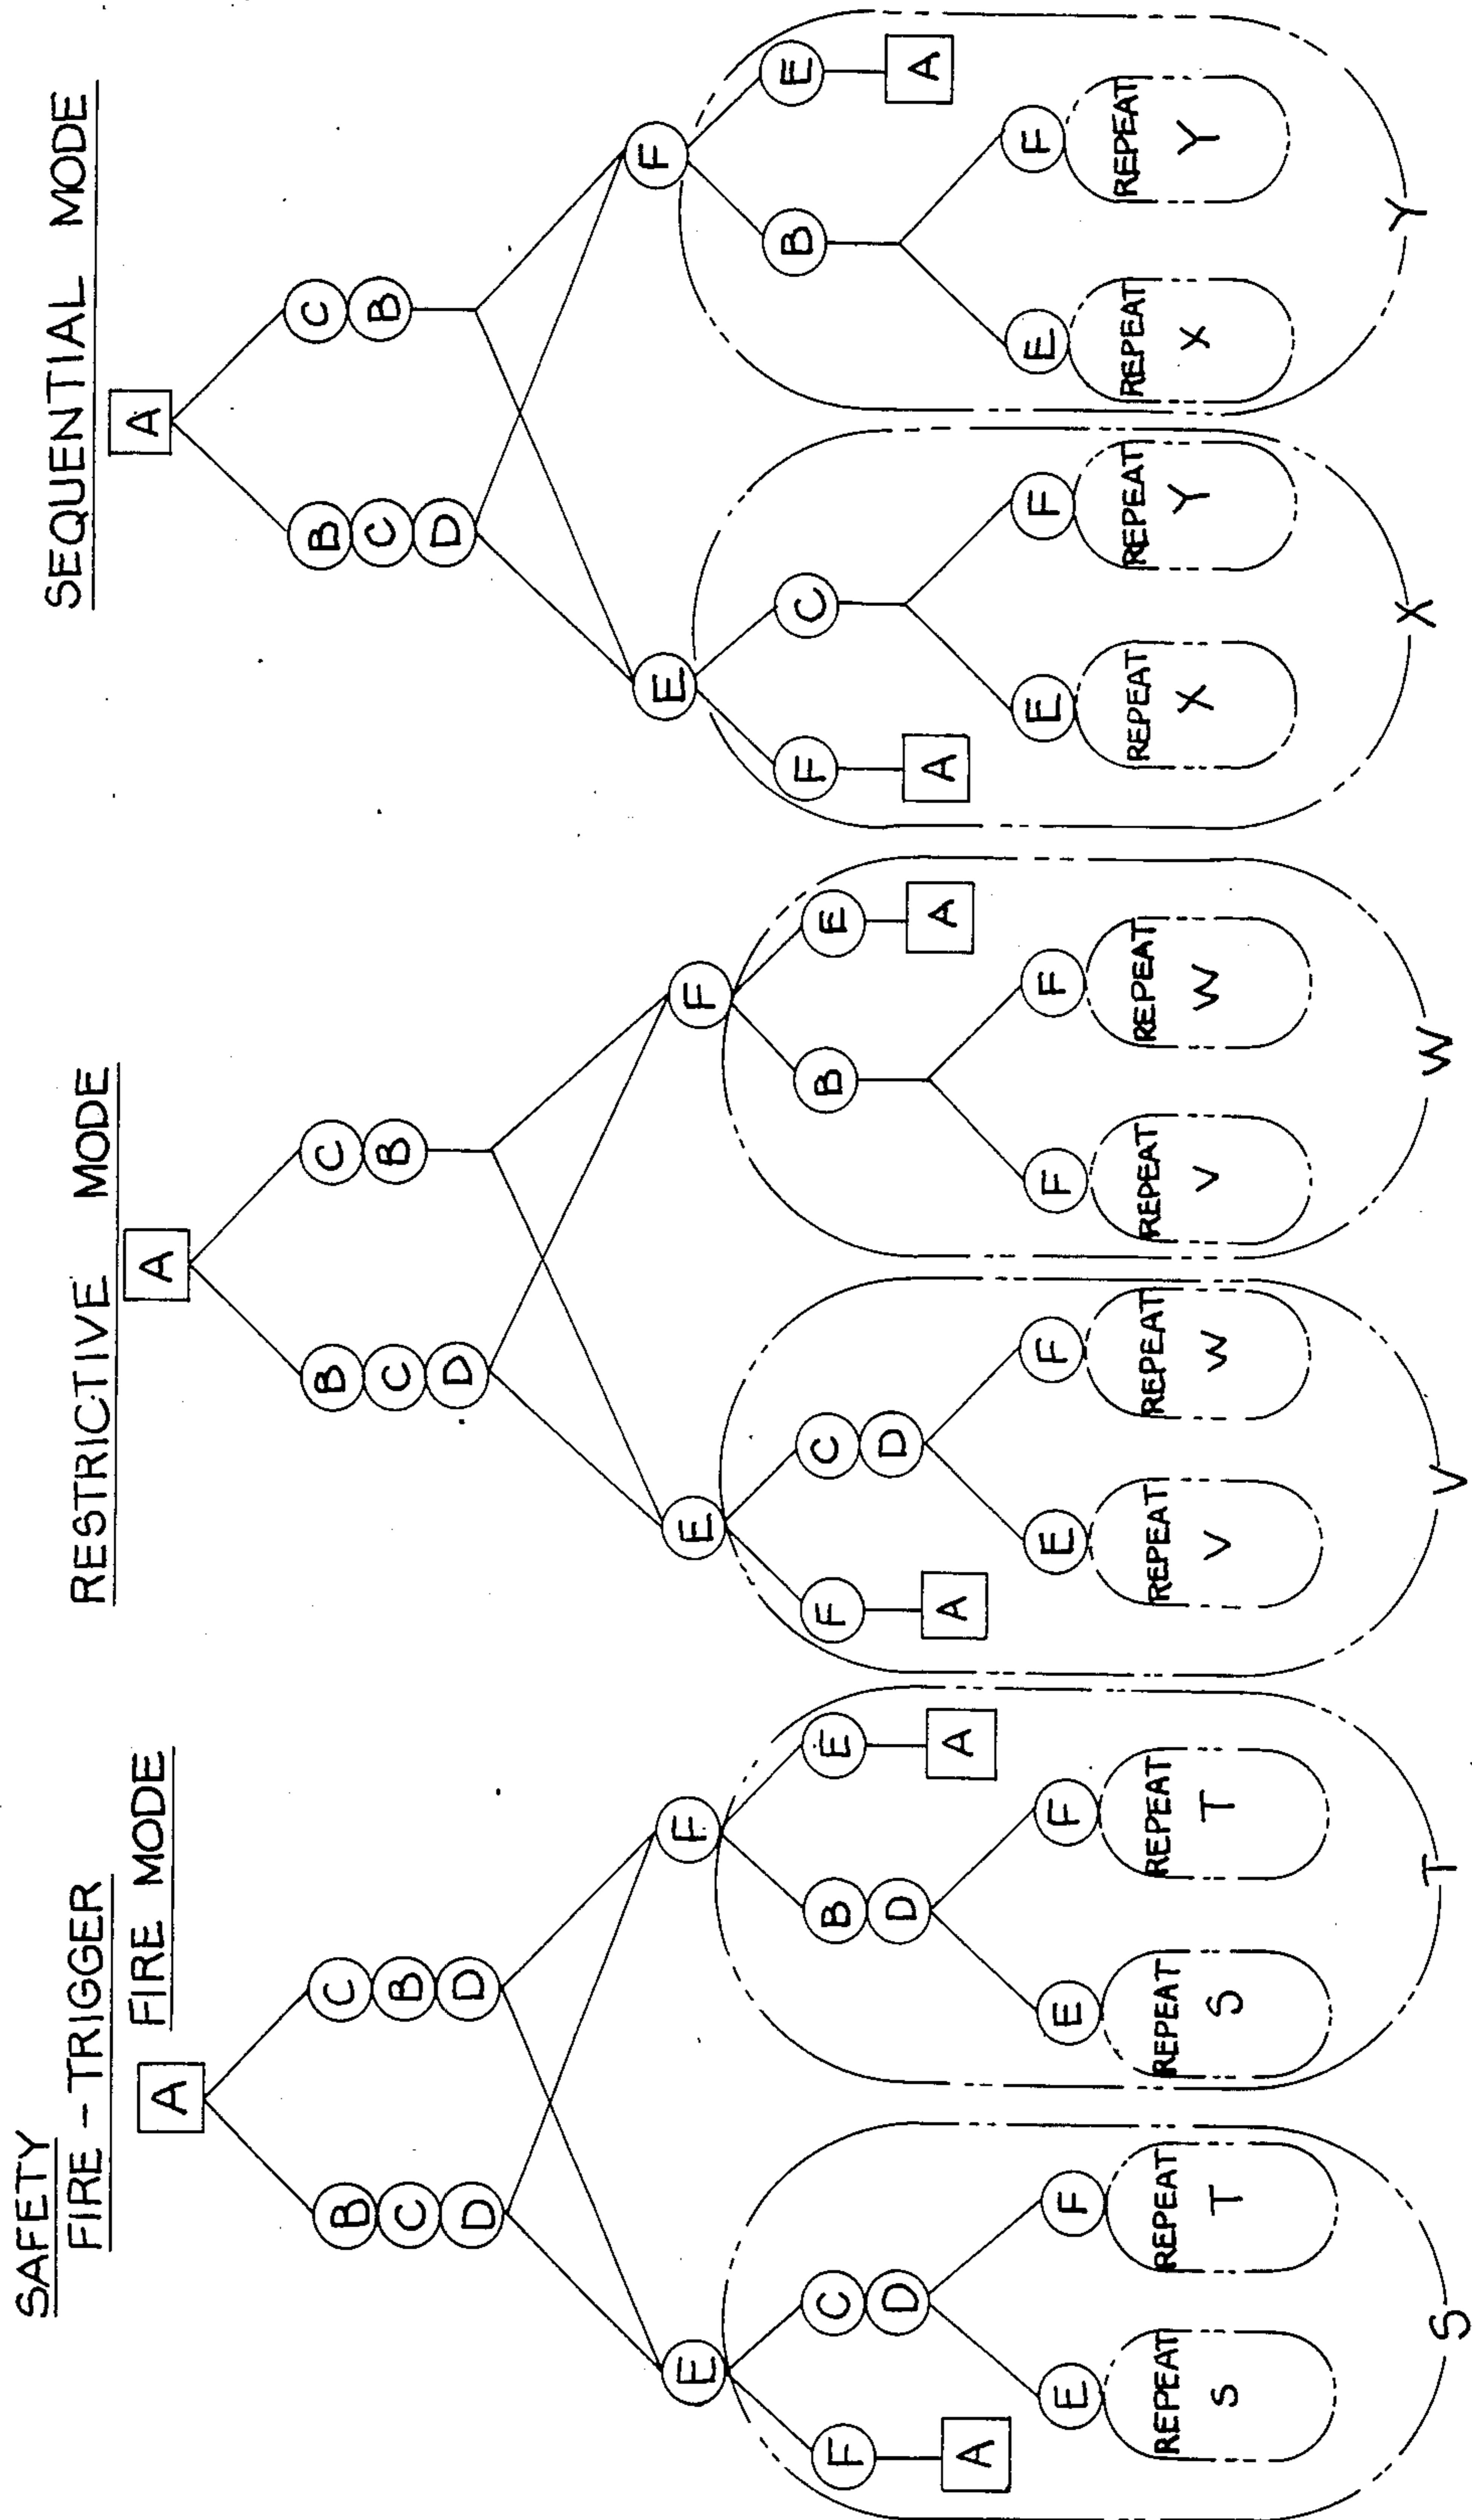 SAFETY
FIRE - TRIGGER
FIRE MODE
A
B C
C B
D D
E F
F C B E
D D
A A
E F E F
REPEAT REPEAT REPEAT REPEAT
S T S T
S T
RESTRICTIVE MODE
A
B C
C B
D
E F
F C B E
D
A A
E F F F
REPEAT REPEAT REPEAT REPEAT
V W V W
V W
SEQUENTIAL MODE
A
B C
C B
D
E F
F C B E
A A
E F E F
REPEAT REPEAT REPEAT REPEAT
X Y X Y
X Y